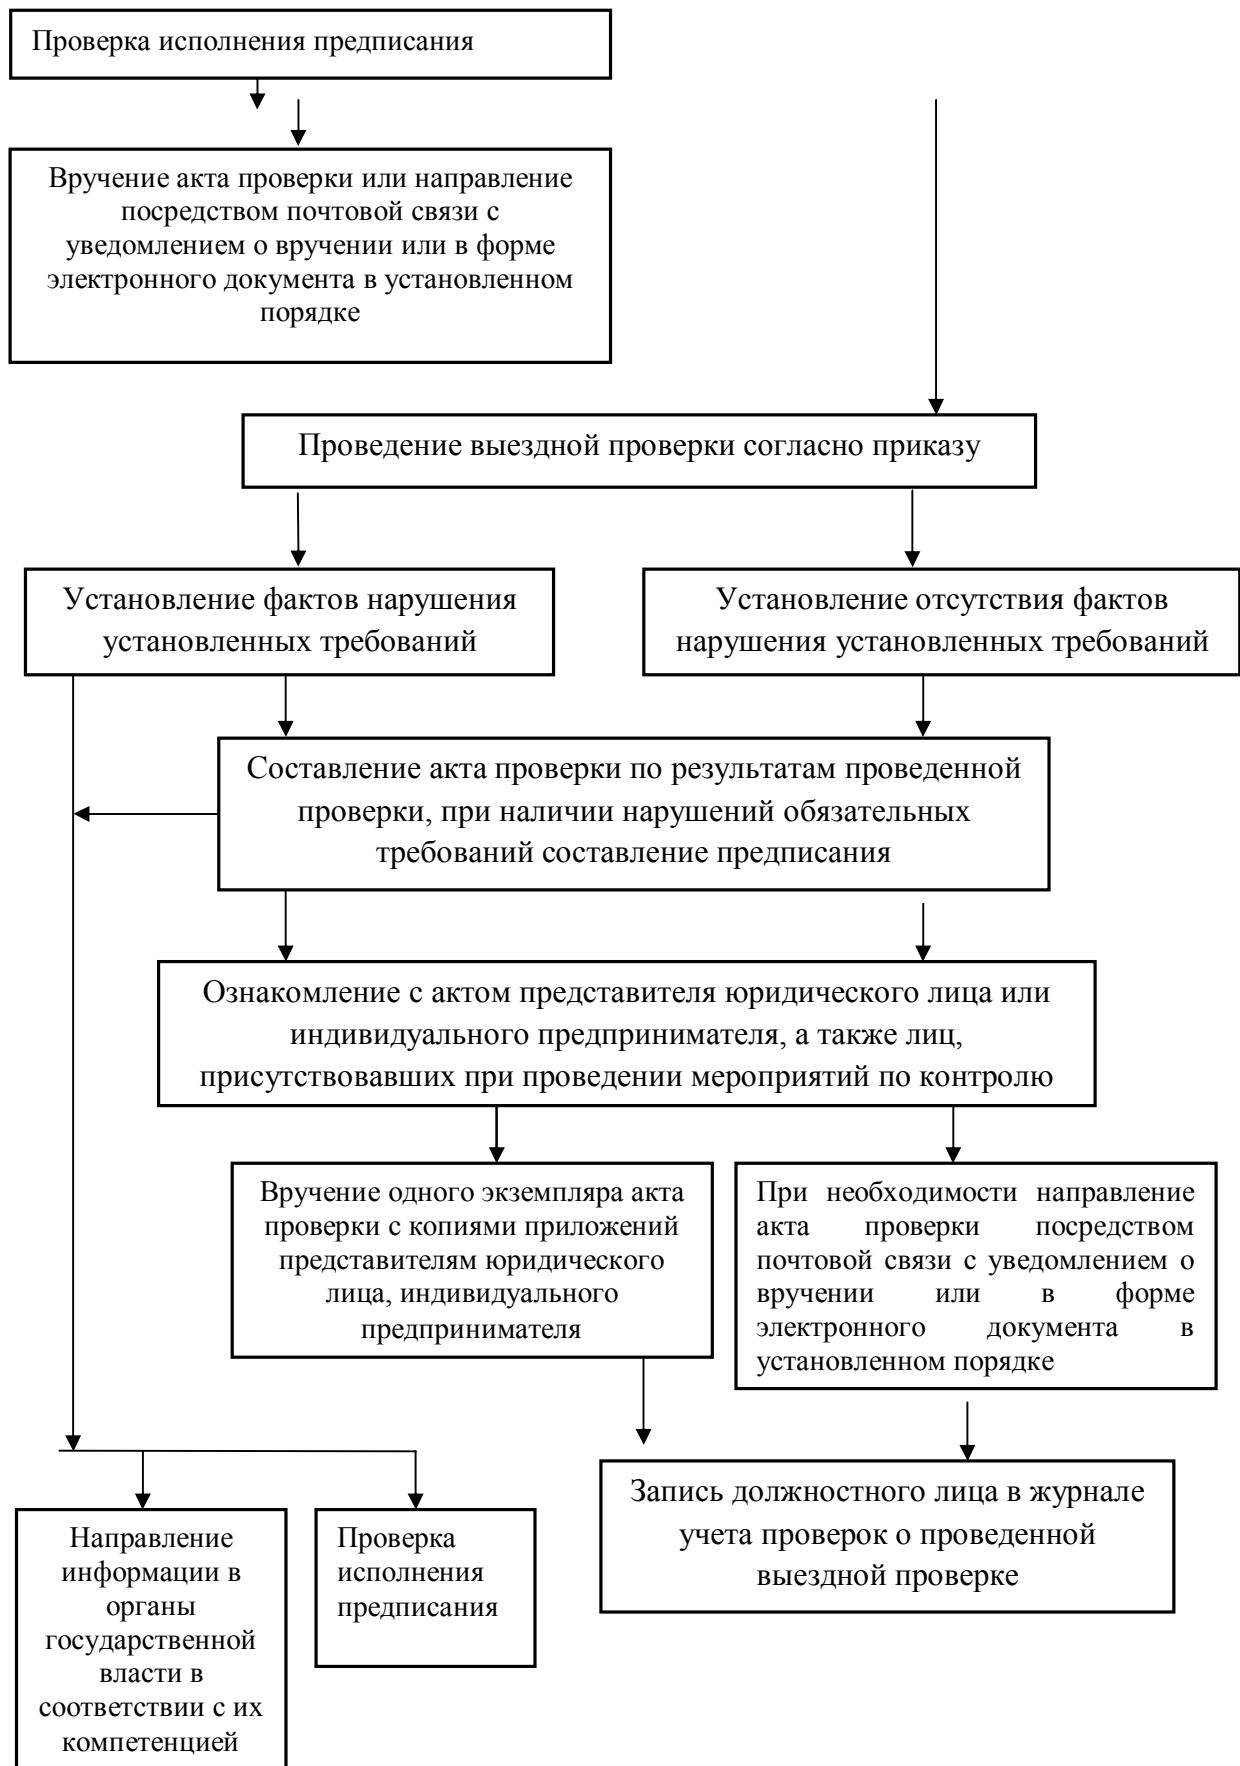 Проверка исполнения предписания
Вручение акта проверки или направление
посредством почтовой связи с
уведомлением о вручении или в форме
электронного документа в установленном
порядке
Проведение выездной проверки согласно приказу
Установление фактов нарушения
установленных требований
Установление отсутствия фактов
нарушения установленных требований
Составление акта проверки по результатам проведенной
проверки, при наличии нарушений обязательных
требований составление предписания
Ознакомление с актом представителя юридического лица или
индивидуального предпринимателя, а также лиц,
присутствовавших при проведении мероприятий по контролю
Вручение одного экземпляра акта
проверки с копиями приложений
представителям юридического
лица, индивидуального
предпринимателя
При необходимости направление
акта проверки посредством
почтовой связи с уведомлением о
вручении или в форме
электронного документа в
установленном порядке
Запись должностного лица в журнале
учета проверок о проведенной
выездной проверке
Направление
информации в
органы
государственной
власти в
соответствии с их
компетенцией
Проверка
исполнения
предписания